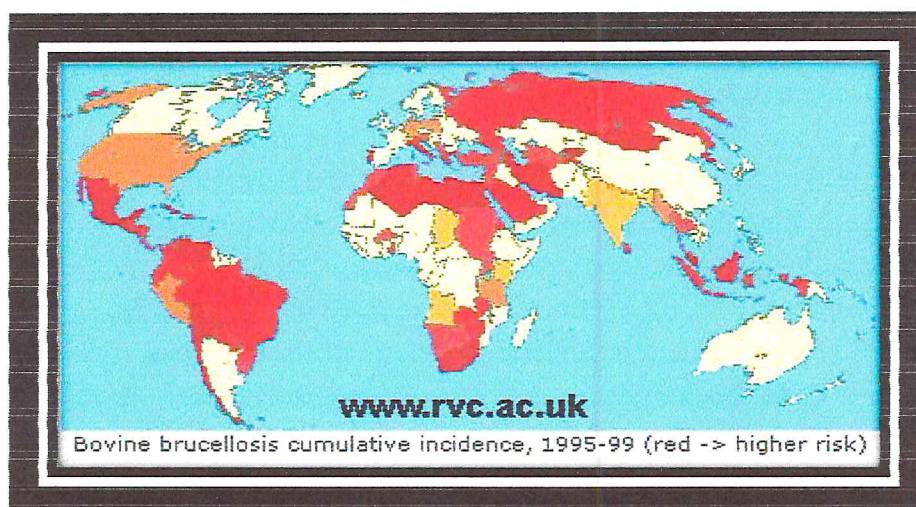 www.rvc.ac.uk
Bovine brucellosis cumulative incidence, 1995-99 (red -> higher risk)